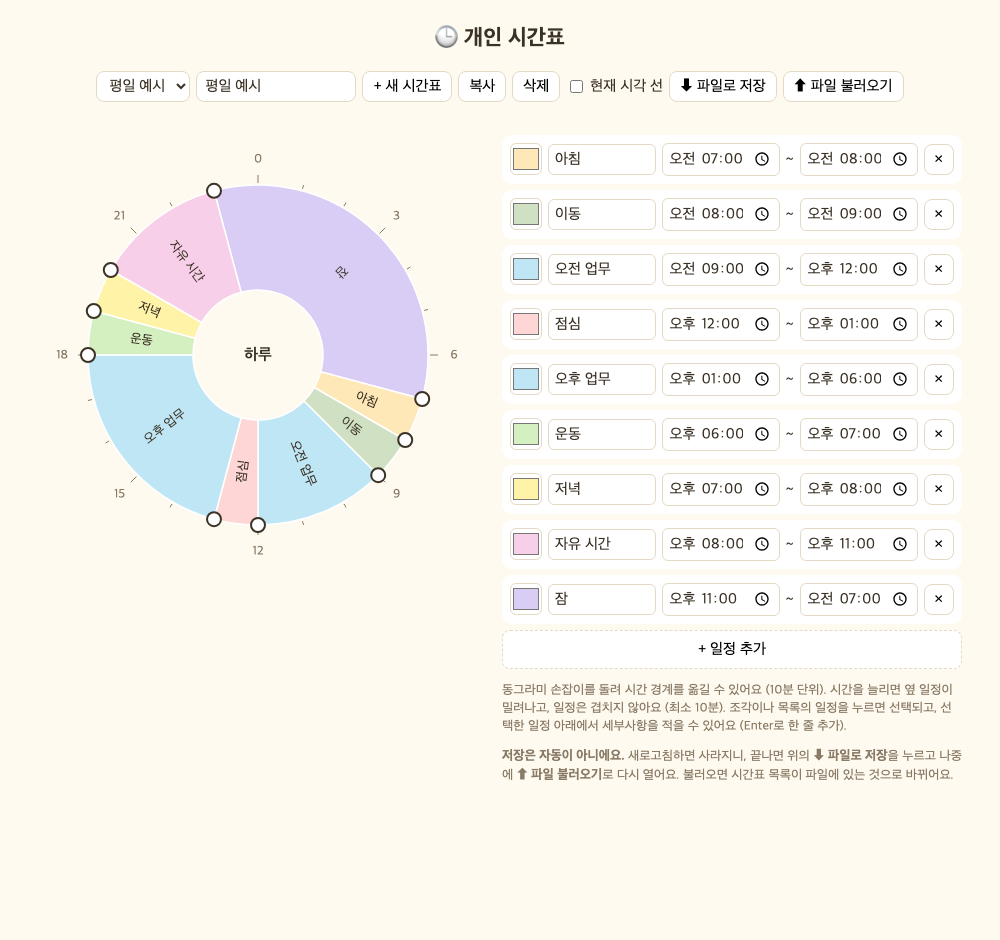 개인 시간표
평일 예시 평일 예시 + 새 시간표 복사 삭제 현재 시각 선 ⬇ 파일로 저장 ⬆ 파일 불러오기
0
3
6
9
12
15
18
21
잠
아침
이동
오전 업무
점심
오후 업무
운동
저녁
자유 시간
하루
아침 오전 07:00 ~ 오전 08:00 ×
이동 오전 08:00 ~ 오전 09:00 ×
오전 업무 오전 09:00 ~ 오후 12:00 ×
점심 오후 12:00 ~ 오후 01:00 ×
오후 업무 오후 01:00 ~ 오후 06:00 ×
운동 오후 06:00 ~ 오후 07:00 ×
저녁 오후 07:00 ~ 오후 08:00 ×
자유 시간 오후 08:00 ~ 오후 11:00 ×
잠 오후 11:00 ~ 오전 07:00 ×
+ 일정 추가
동그라미 손잡이를 돌려 시간 경계를 옮길 수 있어요 (10분 단위). 시간을 늘리면 옆 일정이
밀려나고, 일정은 겹치지 않아요 (최소 10분). 조각이나 목록의 일정을 누르면 선택되고, 선
택한 일정 아래에서 세부사항을 적을 수 있어요 (Enter로 한 줄 추가).
저장은 자동이 아니에요. 새로고침하면 사라지니, 끝나면 위의 ⬇ 파일로 저장을 누르고 나중
에 ⬆ 파일 불러오기로 다시 열어요. 불러오면 시간표 목록이 파일에 있는 것으로 바뀌어요.